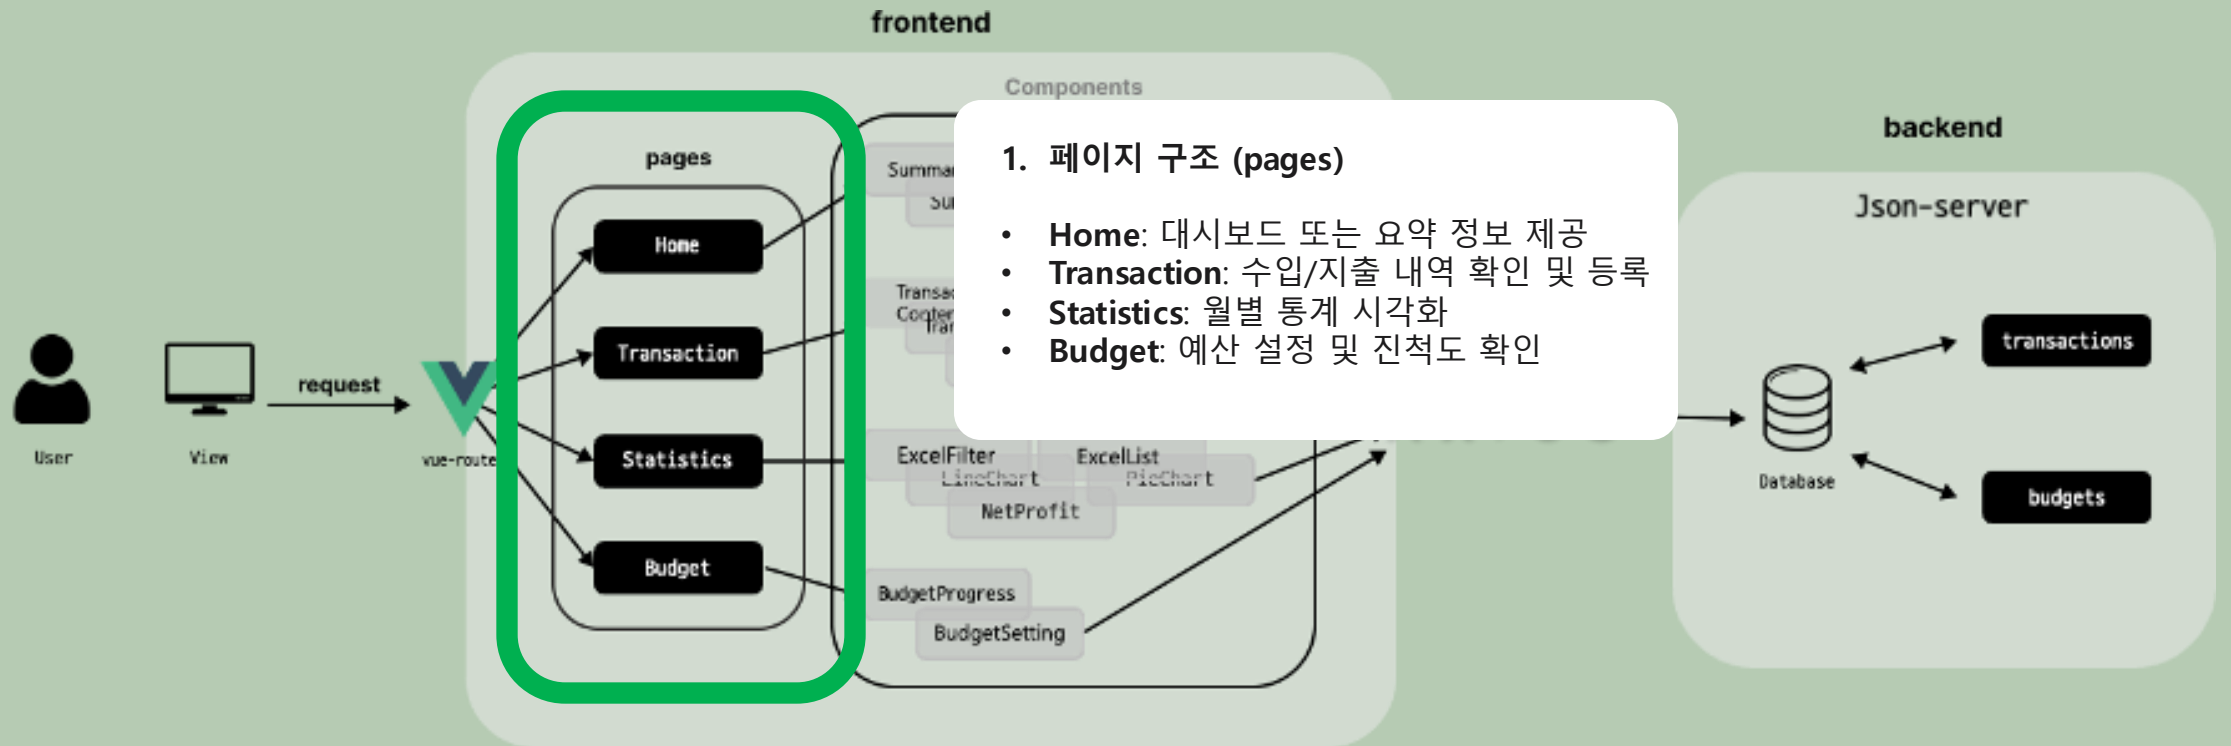 frontend
Components
backend
pages
1. 페이지 구조 (pages)
• Home: 대시보드 또는 요약 정보 제공
• Transaction: 수입/지출 내역 확인 및 등록
• Statistics: 월별 통계 시각화
• Budget: 예산 설정 및 진척도 확인
Json-server
Home
Transaction
Statistics
Budget
request
User
View
ExcelFilter
ExcelList
LineChart
PieChart
NetProfit
BudgetProgress
BudgetSetting
Database
transactions
budgets